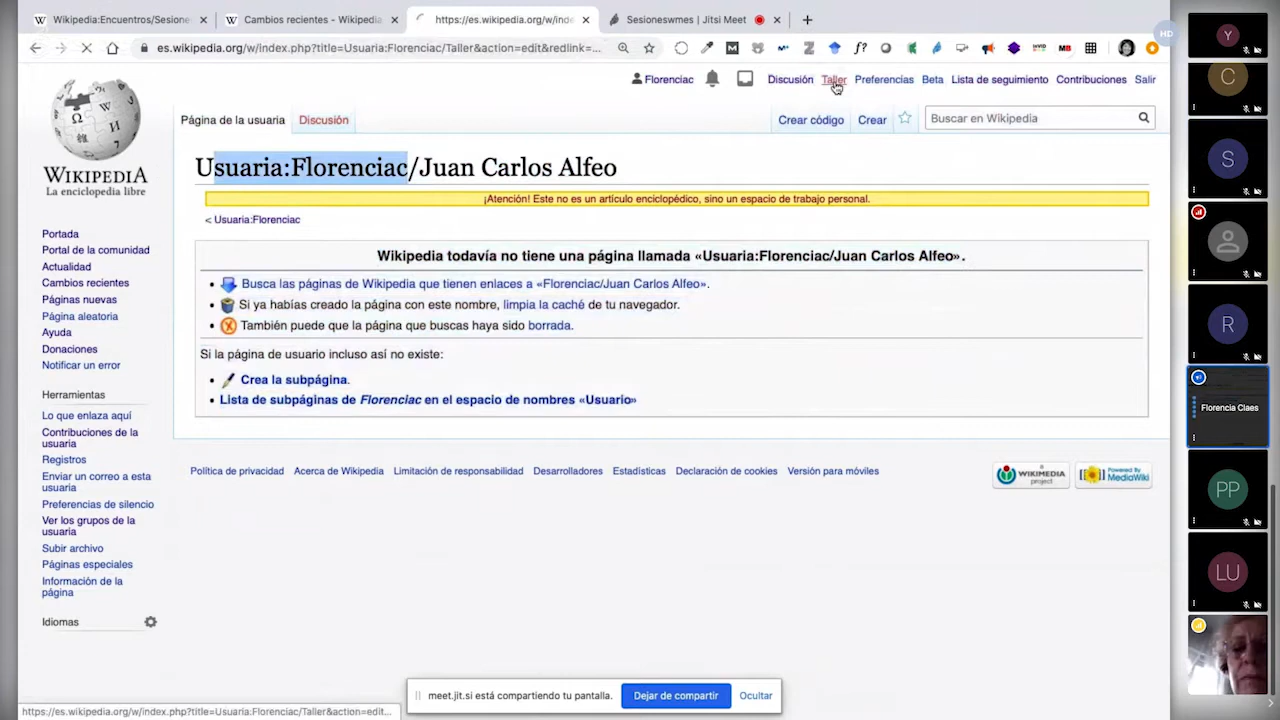 Wikipedia:Encuentros/Sesione
Cambios recientes - Wikipedia
https://es.wikipedia.org/w/inde
Sesioneswmes | Jitsi Meet
es.wikipedia.org/w/index.php?title=Usuaria:Florenciac/Taller&action=edit&redlink=...
HD
Florenciac
Discusión
Taller
Preferencias
Beta
Lista de seguimiento
Contribuciones
Salir
Página de la usuaria
Discusión
Crear código
Crear
Buscar en Wikipedia
WIKIPEDIA
La enciclopedia libre
Usuaria:Florenciac/Juan Carlos Alfeo
¡Atención! Este no es un artículo enciclopédico, sino un espacio de trabajo personal.
< Usuaria:Florenciac
Wikipedia todavía no tiene una página llamada «Usuaria:Florenciac/Juan Carlos Alfeo».
Busca las páginas de Wikipedia que tienen enlaces a «Florenciac/Juan Carlos Alfeo».
Si ya habías creado la página con este nombre, limpia la caché de tu navegador.
También puede que la página que buscas haya sido borrada.
Si la página de usuario incluso así no existe:
Crea la subpágina.
Lista de subpáginas de Florenciac en el espacio de nombres «Usuario»
Política de privacidad
Acerca de Wikipedia
Limitación de responsabilidad
Desarrolladores
Estadísticas
Declaración de cookies
Versión para móviles
A WIKIMEDIA project
Powered By MediaWiki
Portada
Portal de la comunidad
Actualidad
Cambios recientes
Páginas nuevas
Página aleatoria
Ayuda
Donaciones
Notificar un error
Herramientas
Lo que enlaza aquí
Contribuciones de la
usuaria
Registros
Enviar un correo a esta
usuaria
Preferencias de silencio
Ver los grupos de la
usuaria
Subir archivo
Páginas especiales
Información de la
página
Idiomas
meet.jit.si está compartiendo tu pantalla.
Dejar de compartir
Ocultar
https://es.wikipedia.org/w/index.php?title=Usuaria:Florenciac/Taller&action=edit...
Y
C
S
R
Florencia Claes
PP
LU